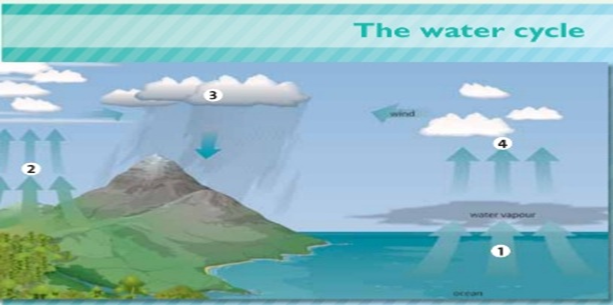 The water cycle
3
wind
4
2
water vapour
1
ocean